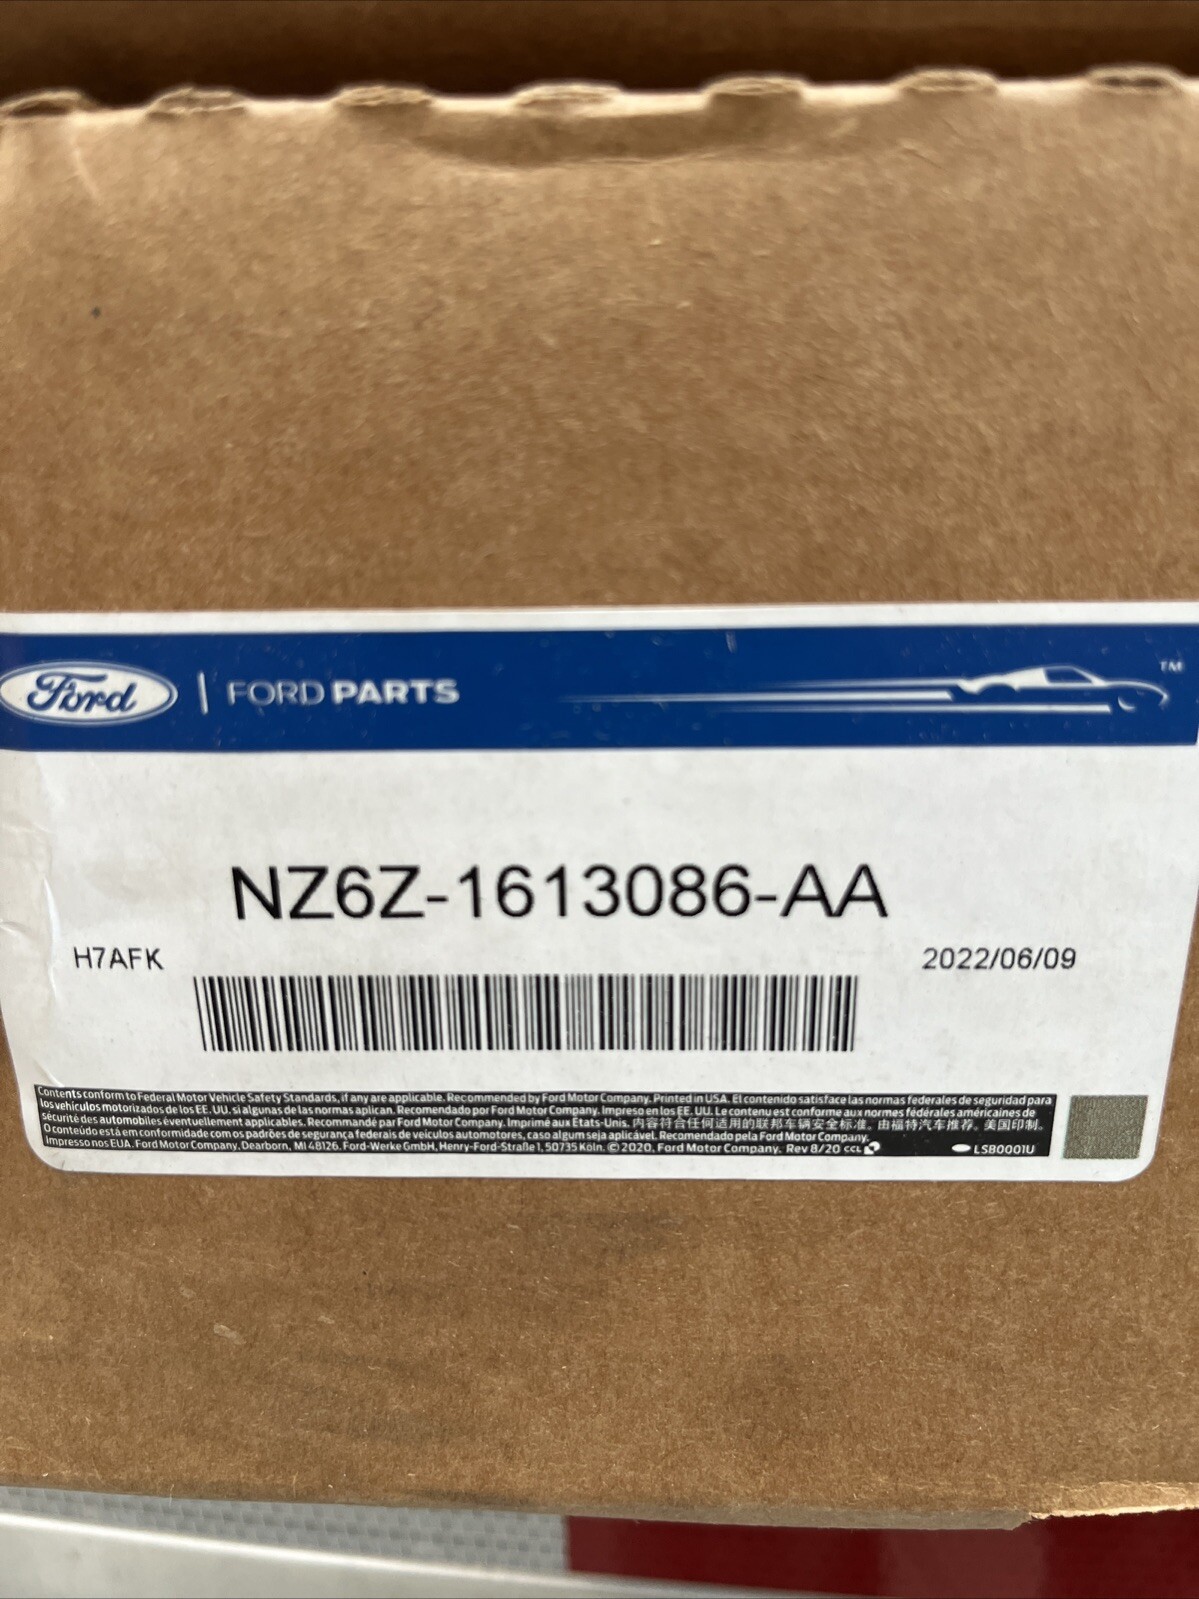 Ford | FORD PARTS ™
NZ6Z-1613086-AA
H7AFK 2022/06/09
Contents conform to Federal Motor Vehicle Safety Standards, if any are applicable. Recommended by Ford Motor Company. Printed in USA. El contenido satisface las normas federales de seguridad para
los vehículos motorizados de los EE. UU. si algunas de las normas aplican. Recomendado por Ford Motor Company. Impreso en los EE. UU. Le contenu est conforme aux normes fédérales américaines de
sécurité des automobiles éventuellement applicables. Recommandé par Ford Motor Company. Imprimé aux États-Unis. 内容符合任何适用的联邦车辆安全标准。由福特汽车推荐。美国印制。
O conteúdo está em conformidade com os padrões de segurança federais de veículos automotores, caso algum seja aplicável. Recomendado pela Ford Motor Company.
Impresso nos EUA. Ford Motor Company, Dearborn, MI 48126. Ford-Werke GmbH, Henry-Ford-Straße 1, 50735 Köln. © 2020, Ford Motor Company. Rev 8/20 CCL LSB0001U